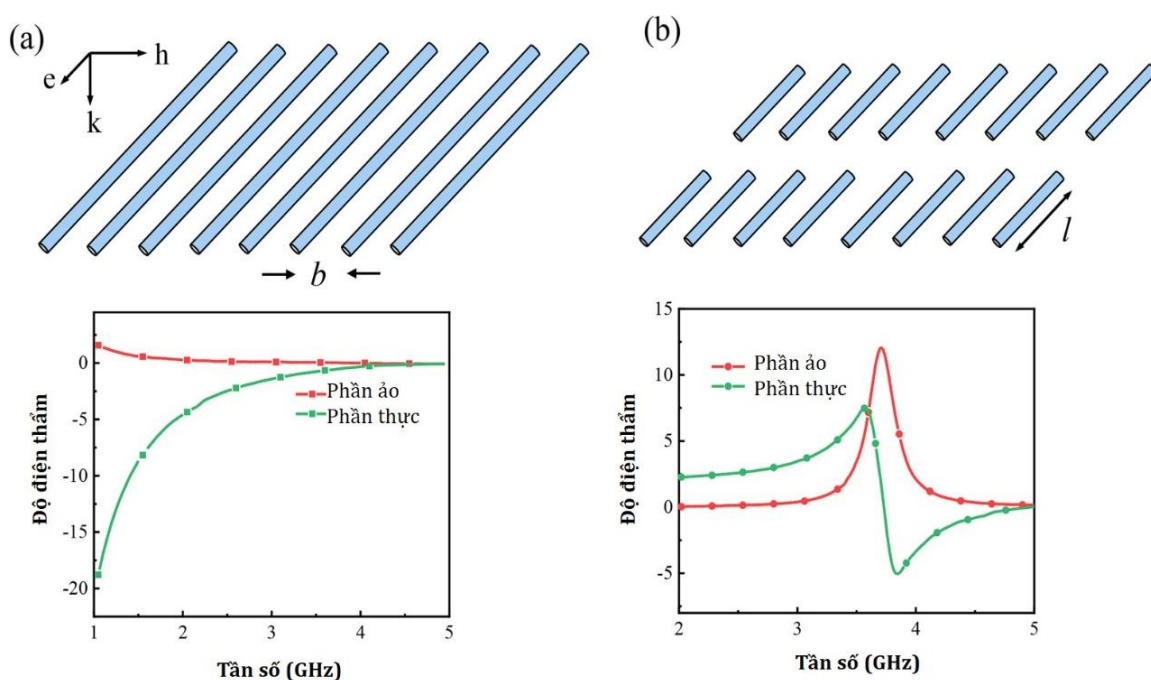 (a)
h
e
k
b
(b)
l
0
-5
-10
-15
-20
1
2
3
4
5
Độ điện thẩm
Tần số (GHz)
Phần ảo
Phần thực
15
10
5
0
-5
2
3
4
5
Độ điện thẩm
Tần số (GHz)
Phần ảo
Phần thực